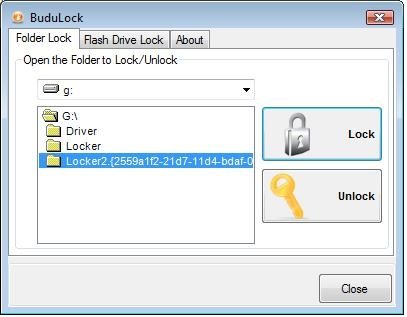 BuduLock
Folder Lock Flash Drive Lock About
Open the Folder to Lock/Unlock
g:
G:\
Driver
Locker
Locker2.{2559a1f2-21d7-11d4-bdaf-0
Lock
Unlock
Close